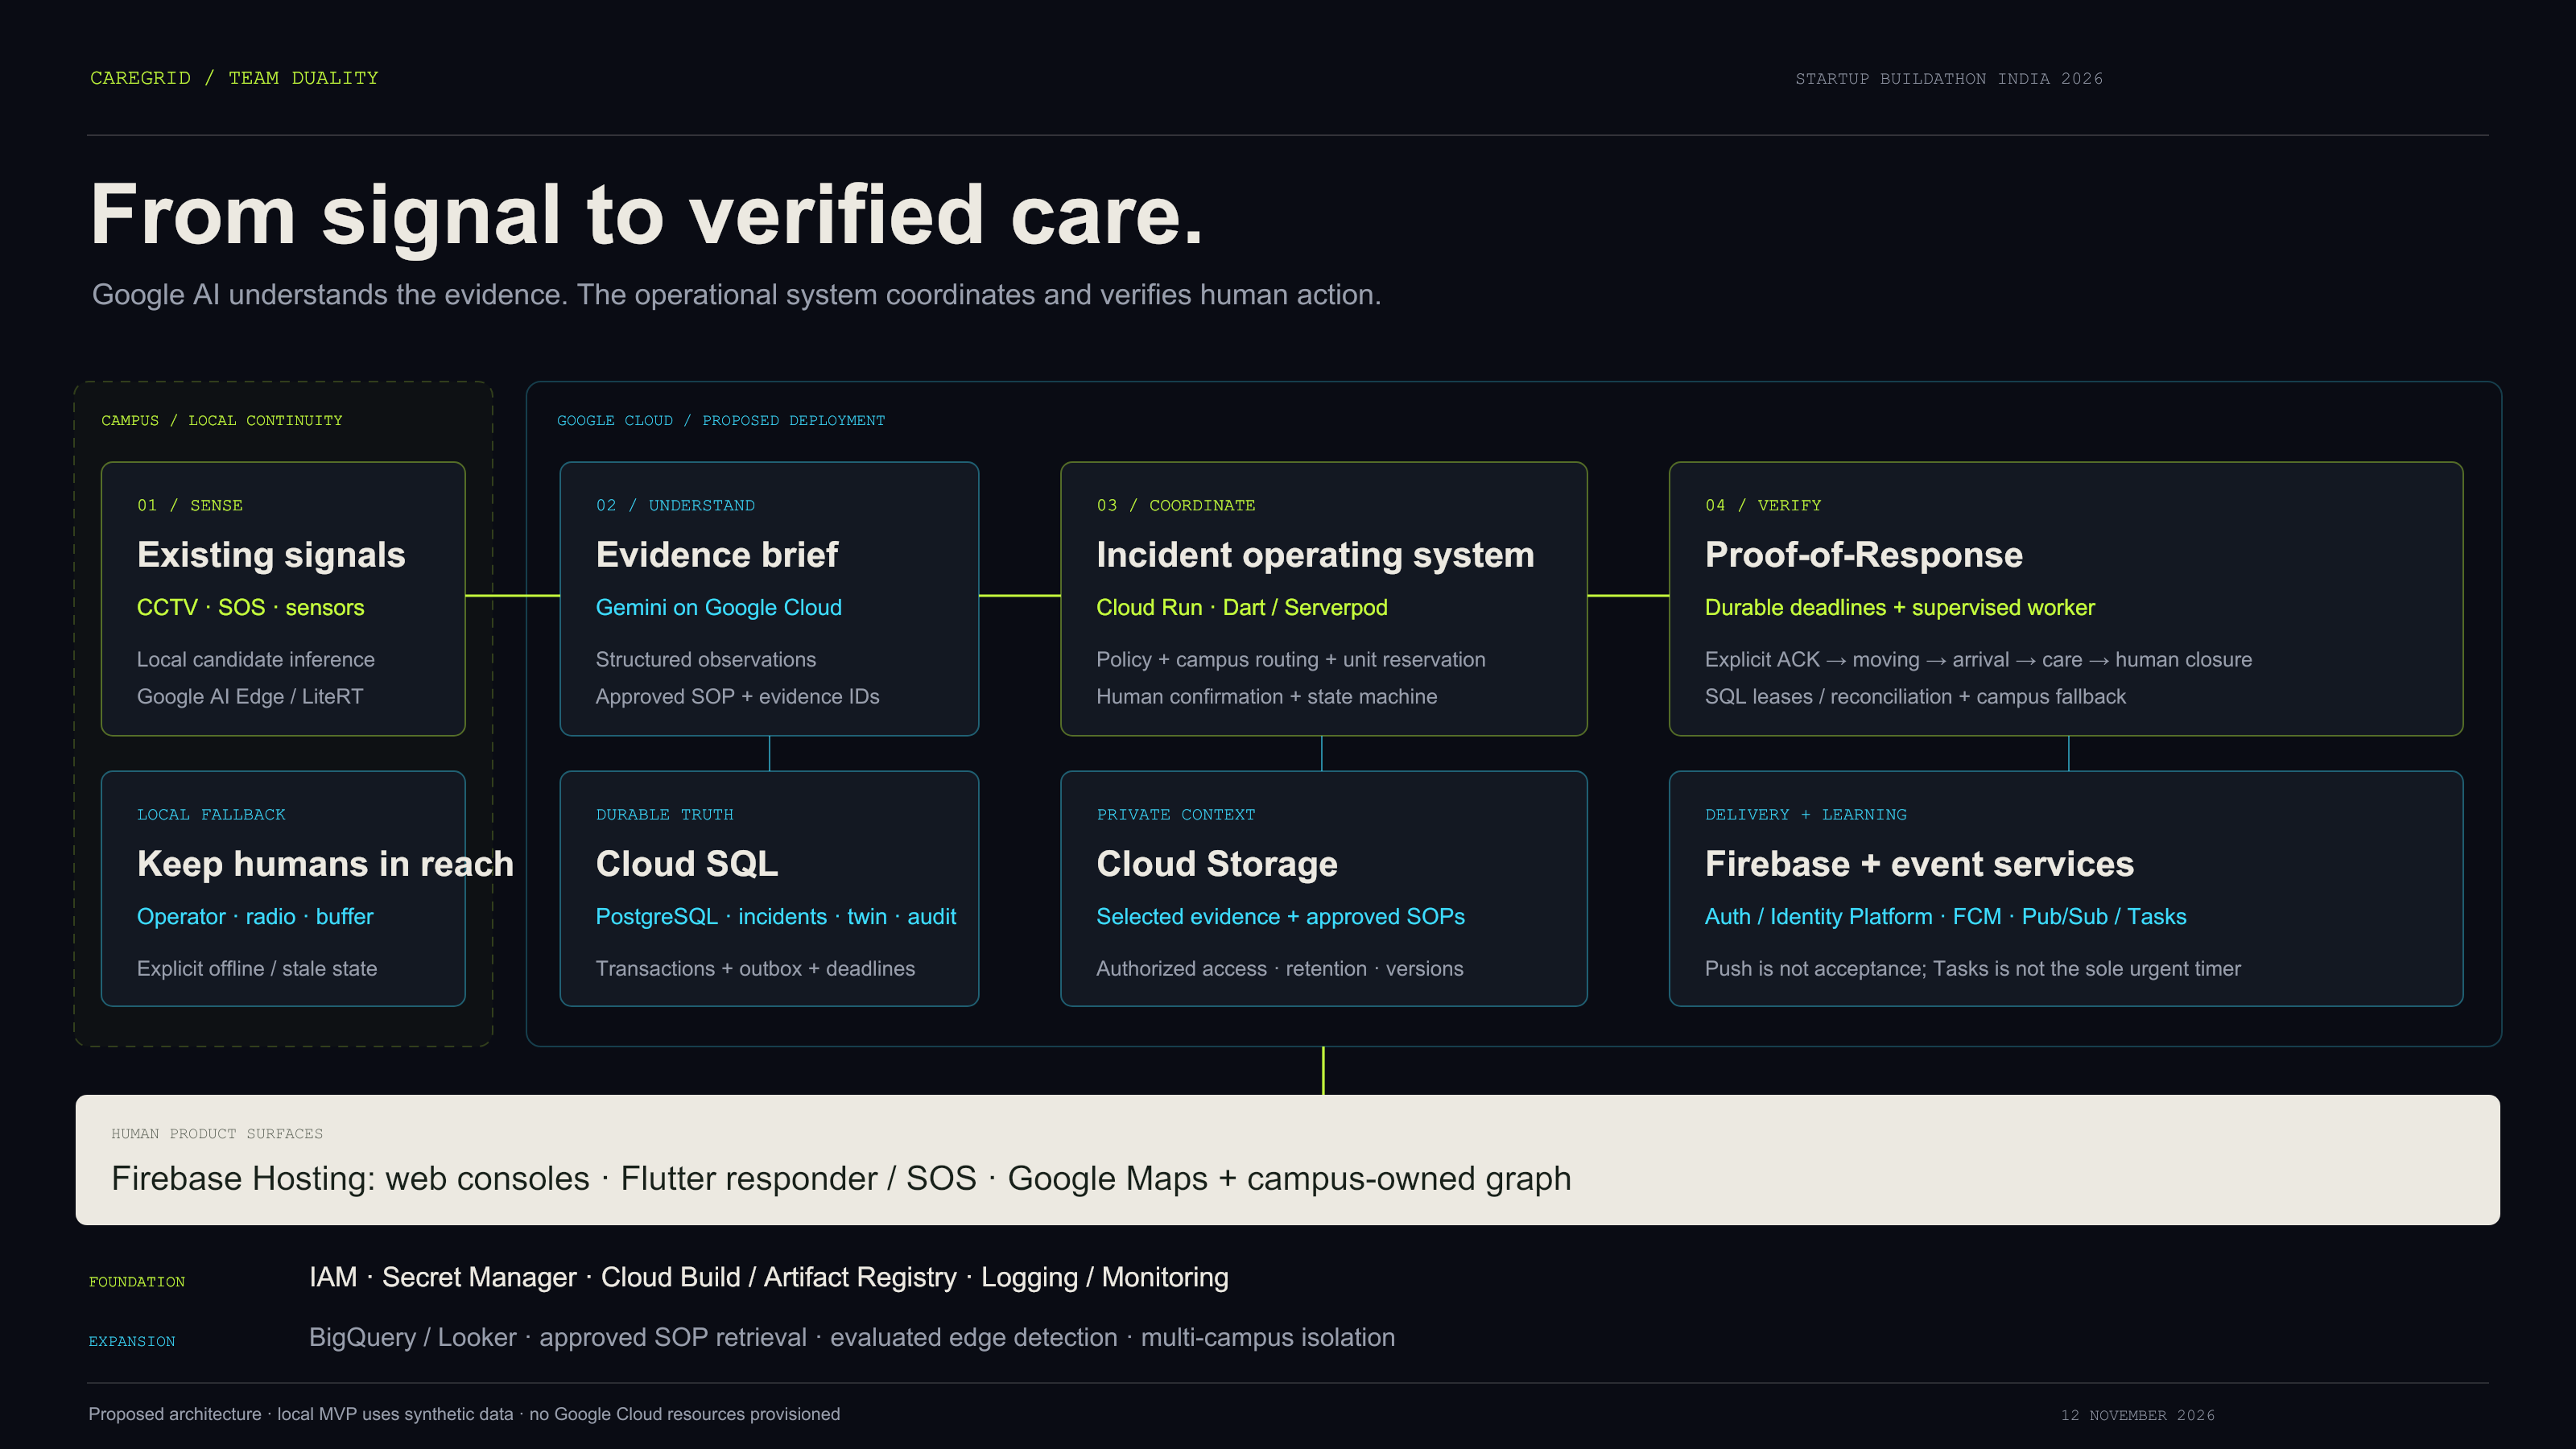 CAREGRID / TEAM DUALITY
STARTUP BUILDATHON INDIA 2026
From signal to verified care.
Google AI understands the evidence. The operational system coordinates and verifies human action.
CAMPUS / LOCAL CONTINUITY
01 / SENSE
Existing signals
CCTV · SOS · sensors
Local candidate inference
Google AI Edge / LiteRT
LOCAL FALLBACK
Keep humans in reach
Operator · radio · buffer
Explicit offline / stale state
GOOGLE CLOUD / PROPOSED DEPLOYMENT
02 / UNDERSTAND
Evidence brief
Gemini on Google Cloud
Structured observations
Approved SOP + evidence IDs
03 / COORDINATE
Incident operating system
Cloud Run · Dart / Serverpod
Policy + campus routing + unit reservation
Human confirmation + state machine
04 / VERIFY
Proof-of-Response
Durable deadlines + supervised worker
Explicit ACK → moving → arrival → care → human closure
SQL leases / reconciliation + campus fallback
DURABLE TRUTH
Cloud SQL
PostgreSQL · incidents · twin · audit
Transactions + outbox + deadlines
PRIVATE CONTEXT
Cloud Storage
Selected evidence + approved SOPs
Authorized access · retention · versions
DELIVERY + LEARNING
Firebase + event services
Auth / Identity Platform · FCM · Pub/Sub / Tasks
Push is not acceptance; Tasks is not the sole urgent timer
HUMAN PRODUCT SURFACES
Firebase Hosting: web consoles · Flutter responder / SOS · Google Maps + campus-owned graph
FOUNDATION
IAM · Secret Manager · Cloud Build / Artifact Registry · Logging / Monitoring
EXPANSION
BigQuery / Looker · approved SOP retrieval · evaluated edge detection · multi-campus isolation
Proposed architecture · local MVP uses synthetic data · no Google Cloud resources provisioned
12 NOVEMBER 2026